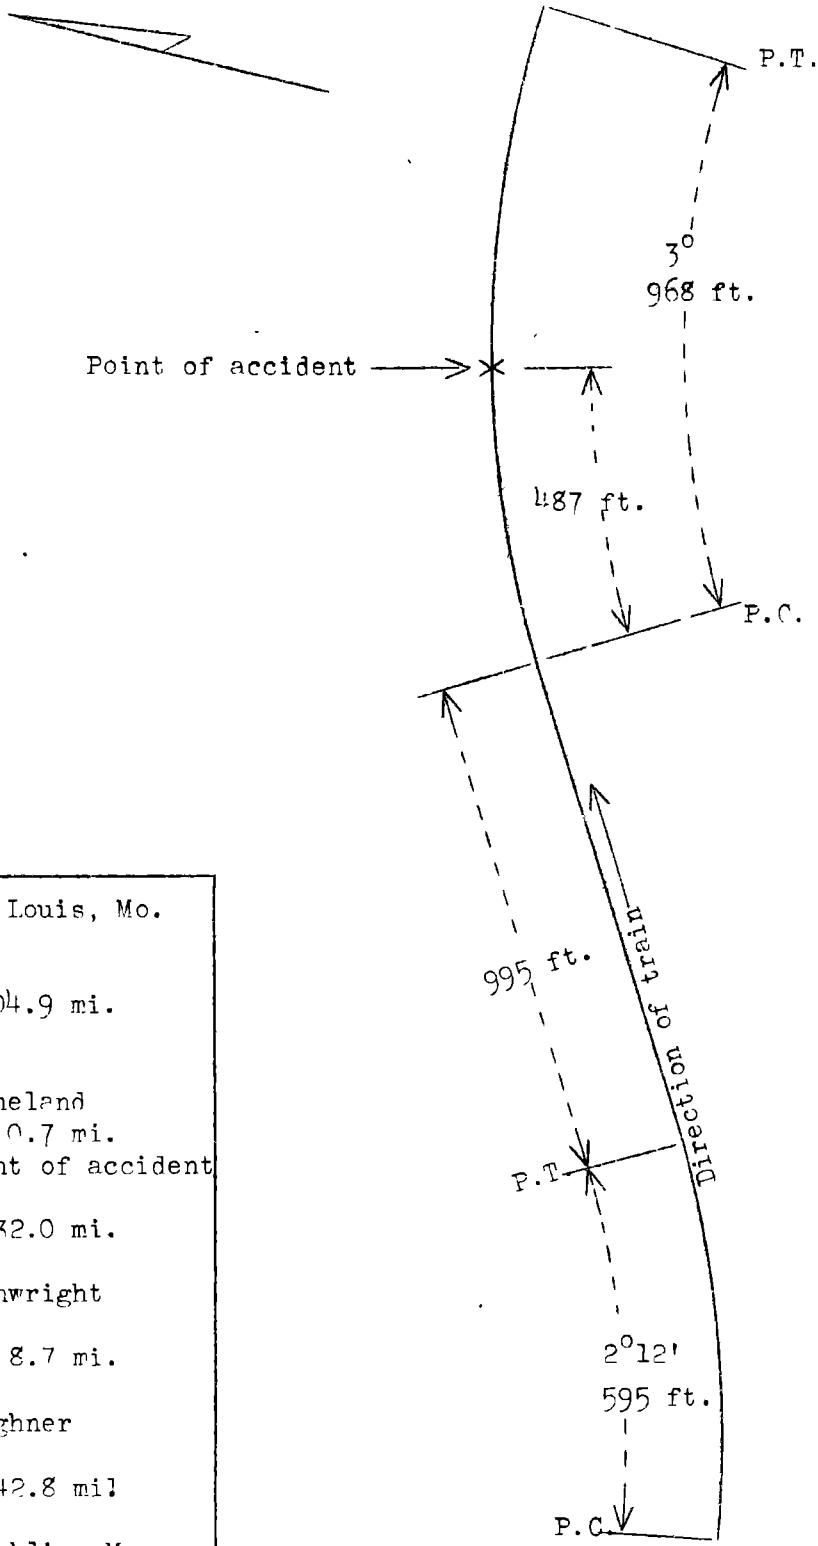 P.T.
3°
968 ft.
Point of accident
487 ft.
P.C.
995 ft.
Direction of train
P.T
2°12'
595 ft.
P.C.
Louis, Mo.
04.9 mi.
neland
0.7 mi.
nt of accident
32.0 mi.
nwright
8.7 mi.
ghner
42.8 mi.